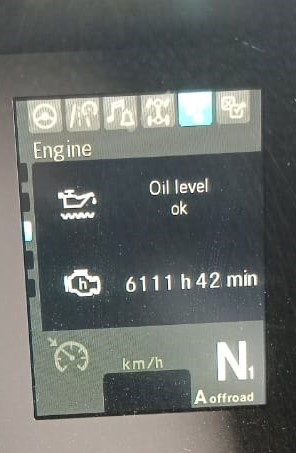 Engine
Oil level
ok
h
6111 h 42 min
km/h
N1
A offroad